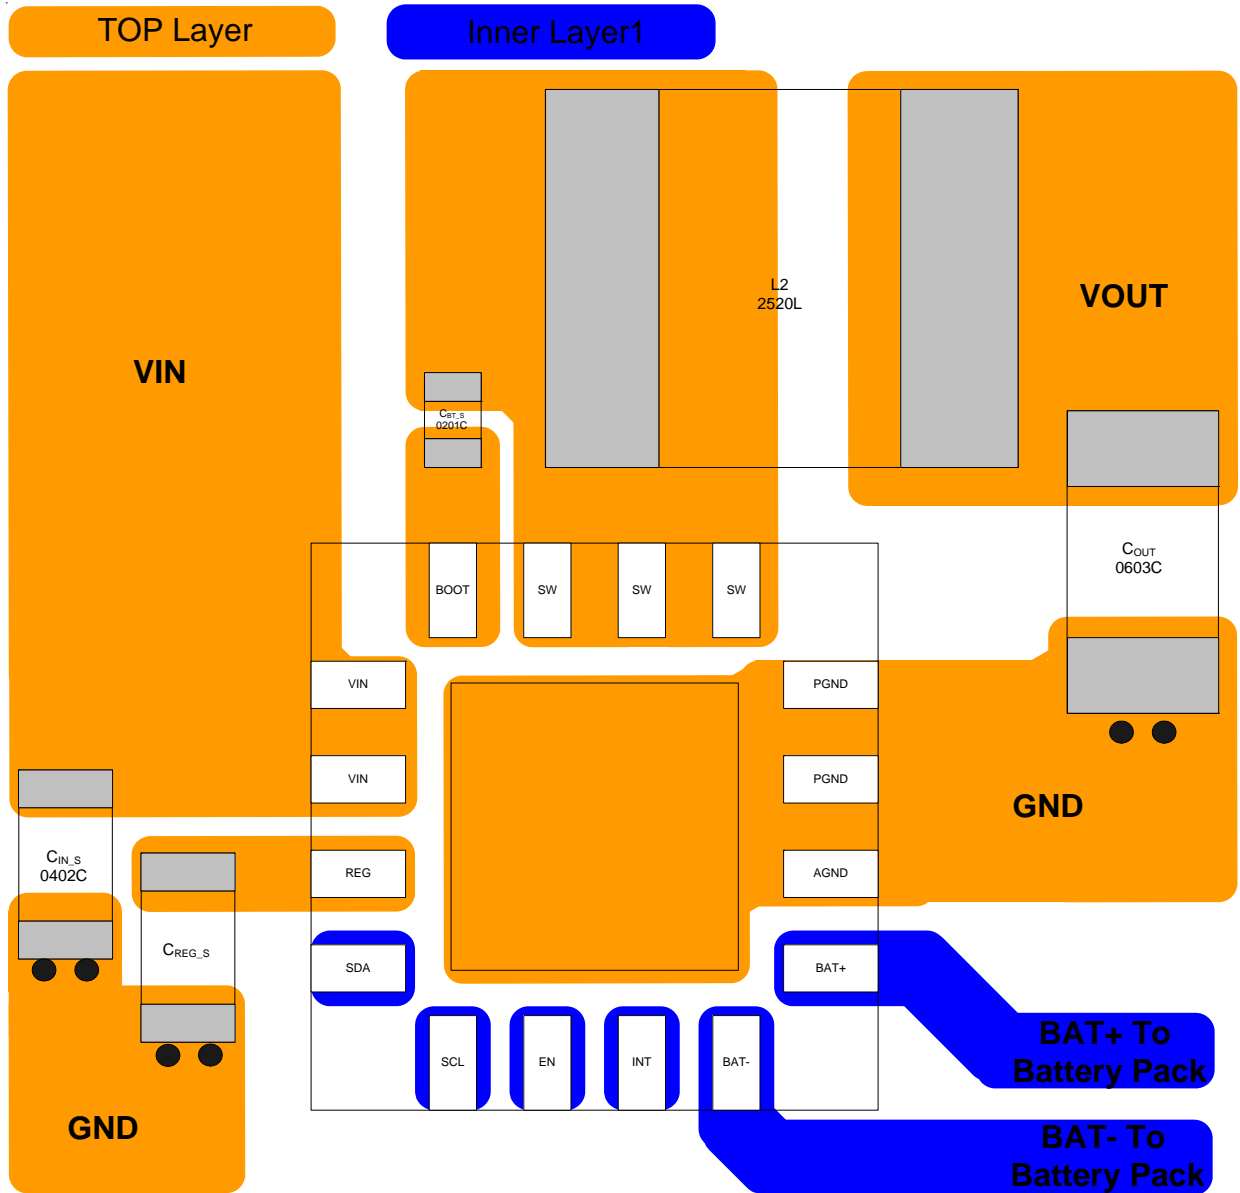 TOP Layer
Inner Layer1
VIN
L2
2520L
VOUT
CBT_S
0201C
COUT
0603C
BOOT
SW
SW
SW
VIN
PGND
VIN
PGND
GND
CIN_S
0402C
REG
AGND
CREG_S
SDA
BAT+
SCL
EN
INT
BAT-
BAT+ To
Battery Pack
GND
BAT- To
Battery Pack